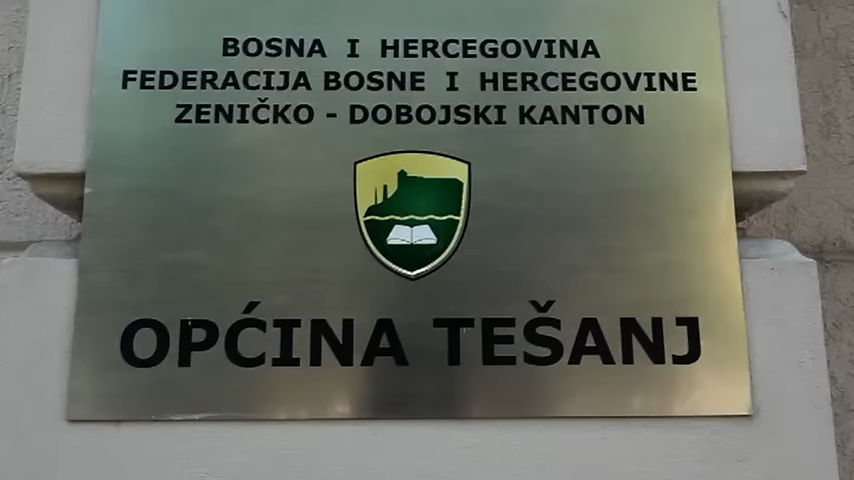 BOSNA I HERCEGOVINA
FEDERACIJA BOSNE I HERCEGOVINE
ZENIČKO - DOBOJSKI KANTON
OPĆINA TEŠANJ